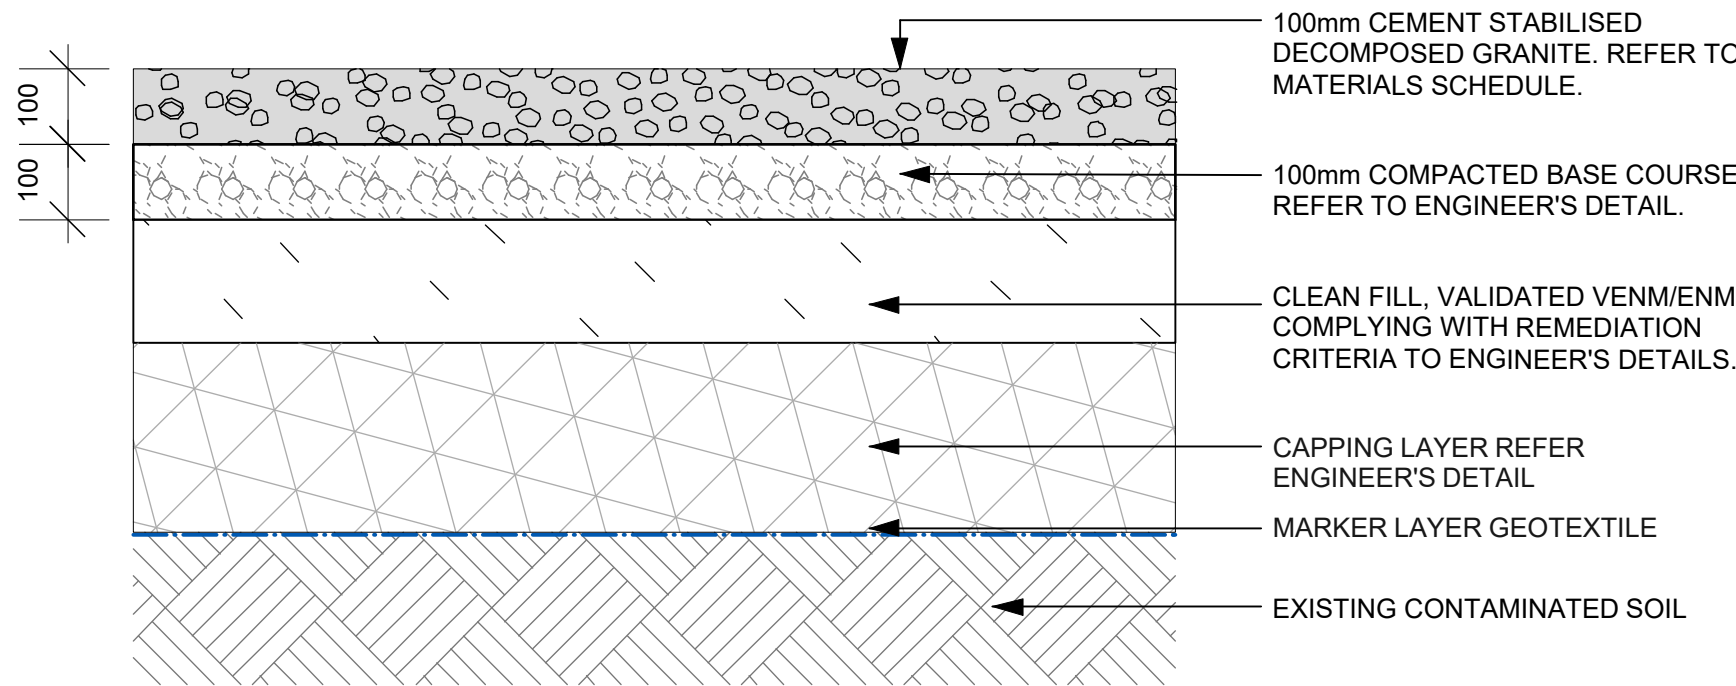 100mm CEMENT STABILISED
DECOMPOSED GRANITE. REFER TO
MATERIALS SCHEDULE.
100
100
100mm COMPACTED BASE COURSE
REFER TO ENGINEER'S DETAIL.
CLEAN FILL, VALIDATED VENM/ENM
COMPLYING WITH REMEDIATION
CRITERIA TO ENGINEER'S DETAILS.
CAPPING LAYER REFER
ENGINEER'S DETAIL
MARKER LAYER GEOTEXTILE
EXISTING CONTAMINATED SOIL